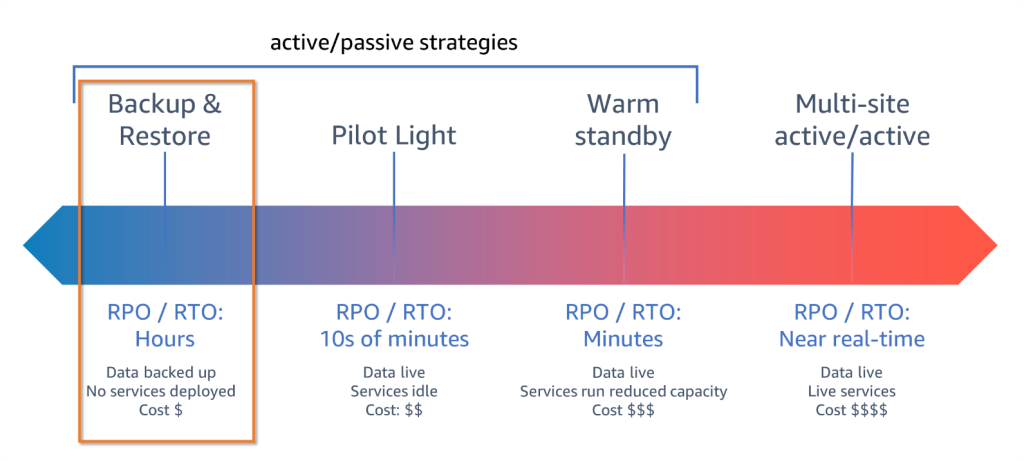 active/passive strategies
Backup &
Restore
Pilot Light
Warm
standby
Multi-site
active/active
RPO / RTO:
Hours
RPO / RTO:
10s of minutes
RPO / RTO:
Minutes
RPO / RTO:
Near real-time
Data backed up
No services deployed
Cost $
Data live
Services idle
Cost: $$
Data live
Services run reduced capacity
Cost $$$
Data live
Live services
Cost $$$$